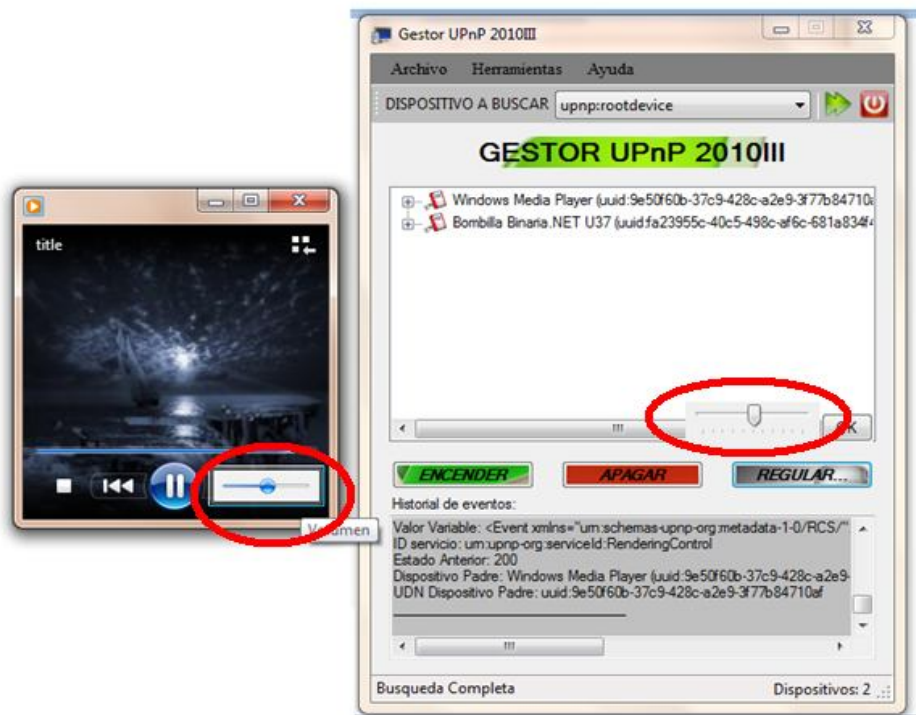 Gestor UPnP 2010III
Archivo Herramientas Ayuda
DISPOSITIVO A BUSCAR upnp:rootdevice
GESTOR UPnP 2010III
Windows Media Player (uuid:9e50f60b-37c9-428c-a2e9-3f77b84710a
Bombilla Binaria.NET U37 (uuid:fa23955c-40c5-498c-af6c-681a834f4
title
OK
ENCENDER APAGAR REGULAR...
Historial de eventos:
Volumen
Valor Variable: <Event xmlns="urn:schemas-upnp-org:metadata-1-0/RCS/"
ID servicio: urn:upnp-org:serviceId:RenderingControl
Estado Anterior: 200
Dispositivo Padre: Windows Media Player (uuid:9e50f60b-37c9-428c-a2e9-
UDN Dispositivo Padre: uuid:9e50f60b-37c9-428c-a2e9-3f77b84710af
Busqueda Completa Dispositivos: 2